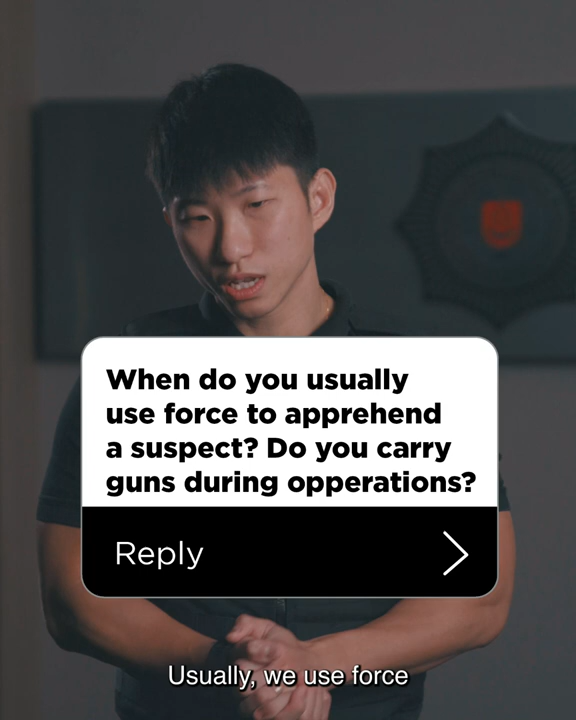 When do you usually
use force to apprehend
a suspect? Do you carry
guns during opperations?
Reply
Usually, we use force